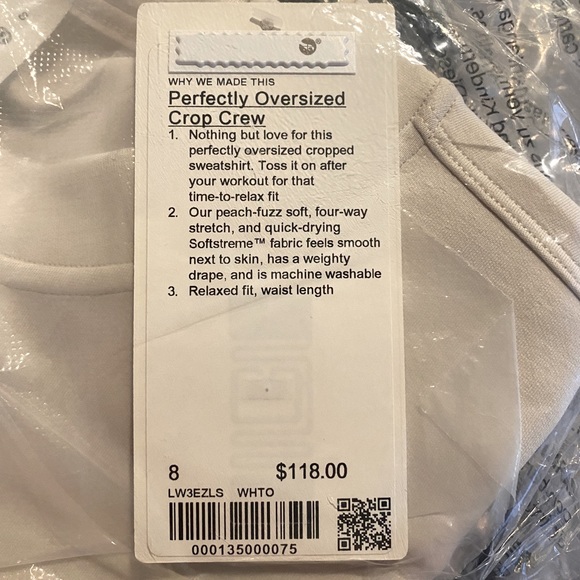 WHY WE MADE THIS
Perfectly Oversized
Crop Crew
1. Nothing but love for this
perfectly oversized cropped
sweatshirt. Toss it on after
your workout for that
time-to-relax fit
2. Our peach-fuzz soft, four-way
stretch, and quick-drying
Softstreme™ fabric feels smooth
next to skin, has a weighty
drape, and is machine washable
3. Relaxed fit, waist length
8 $118.00
LW3EZLS WHTO
000135000075